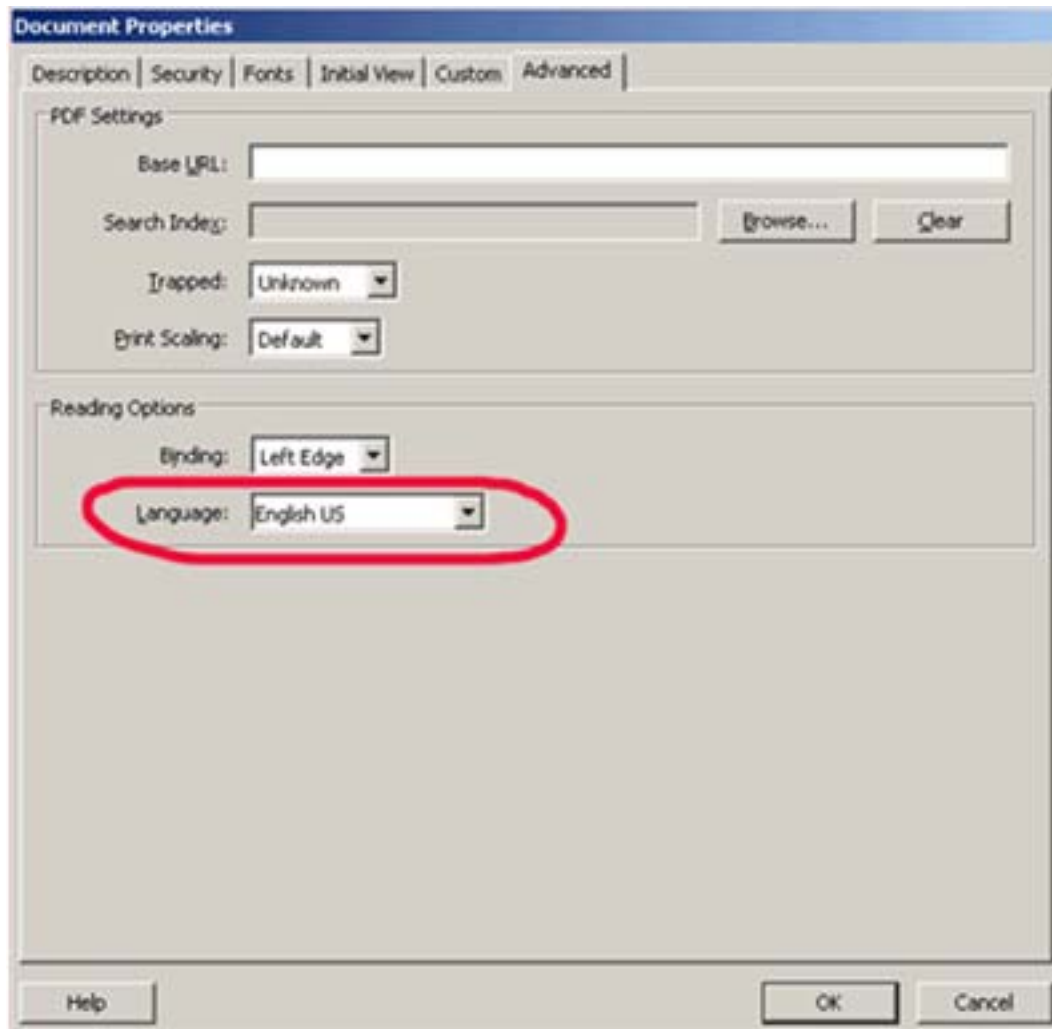 Document Properties
Description Security Fonts Initial View Custom Advanced
PDF Settings
Base URL:
Search Index: Browse... Clear
Trapped: Unknown
Print Scaling: Default
Reading Options
Binding: Left Edge
Language: English US
Help OK Cancel